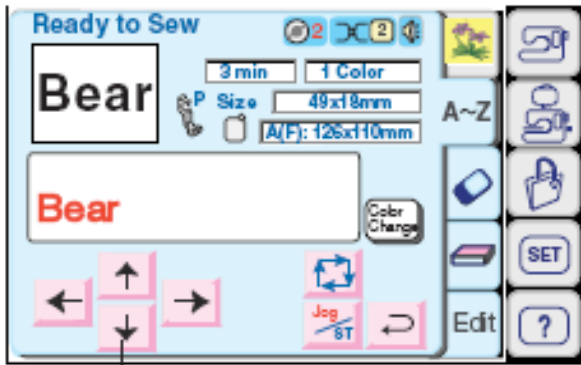 Ready to Sew
2
2
Bear
3 min
1 Color
P
Size
49x18mm
A(F): 126x110mm
A~Z
Bear
Color
Change
SET
Jog
/ST
Edit
?